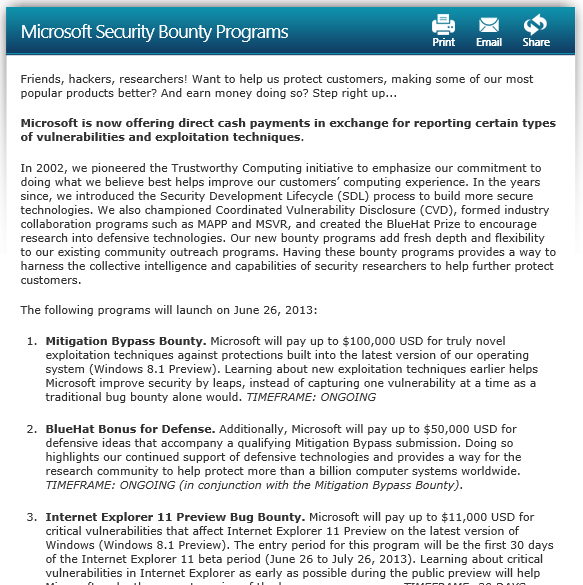 Microsoft Security Bounty Programs
Print Email Share
Friends, hackers, researchers! Want to help us protect customers, making some of our most
popular products better? And earn money doing so? Step right up...
Microsoft is now offering direct cash payments in exchange for reporting certain types
of vulnerabilities and exploitation techniques.
In 2002, we pioneered the Trustworthy Computing initiative to emphasize our commitment to
doing what we believe best helps improve our customers’ computing experience. In the years
since, we introduced the Security Development Lifecycle (SDL) process to build more secure
technologies. We also championed Coordinated Vulnerability Disclosure (CVD), formed industry
collaboration programs such as MAPP and MSVR, and created the BlueHat Prize to encourage
research into defensive technologies. Our new bounty programs add fresh depth and flexibility
to our existing community outreach programs. Having these bounty programs provides a way to
harness the collective intelligence and capabilities of security researchers to help further protect
customers.
The following programs will launch on June 26, 2013:
1. Mitigation Bypass Bounty. Microsoft will pay up to $100,000 USD for truly novel
exploitation techniques against protections built into the latest version of our operating
system (Windows 8.1 Preview). Learning about new exploitation techniques earlier helps
Microsoft improve security by leaps, instead of capturing one vulnerability at a time as a
traditional bug bounty alone would. TIMEFRAME: ONGOING
2. BlueHat Bonus for Defense. Additionally, Microsoft will pay up to $50,000 USD for
defensive ideas that accompany a qualifying Mitigation Bypass submission. Doing so
highlights our continued support of defensive technologies and provides a way for the
research community to help protect more than a billion computer systems worldwide.
TIMEFRAME: ONGOING (in conjunction with the Mitigation Bypass Bounty).
3. Internet Explorer 11 Preview Bug Bounty. Microsoft will pay up to $11,000 USD for
critical vulnerabilities that affect Internet Explorer 11 Preview on the latest version of
Windows (Windows 8.1 Preview). The entry period for this program will be the first 30 days
of the Internet Explorer 11 beta period (June 26 to July 26, 2013). Learning about critical
vulnerabilities in Internet Explorer as early as possible during the public preview will help